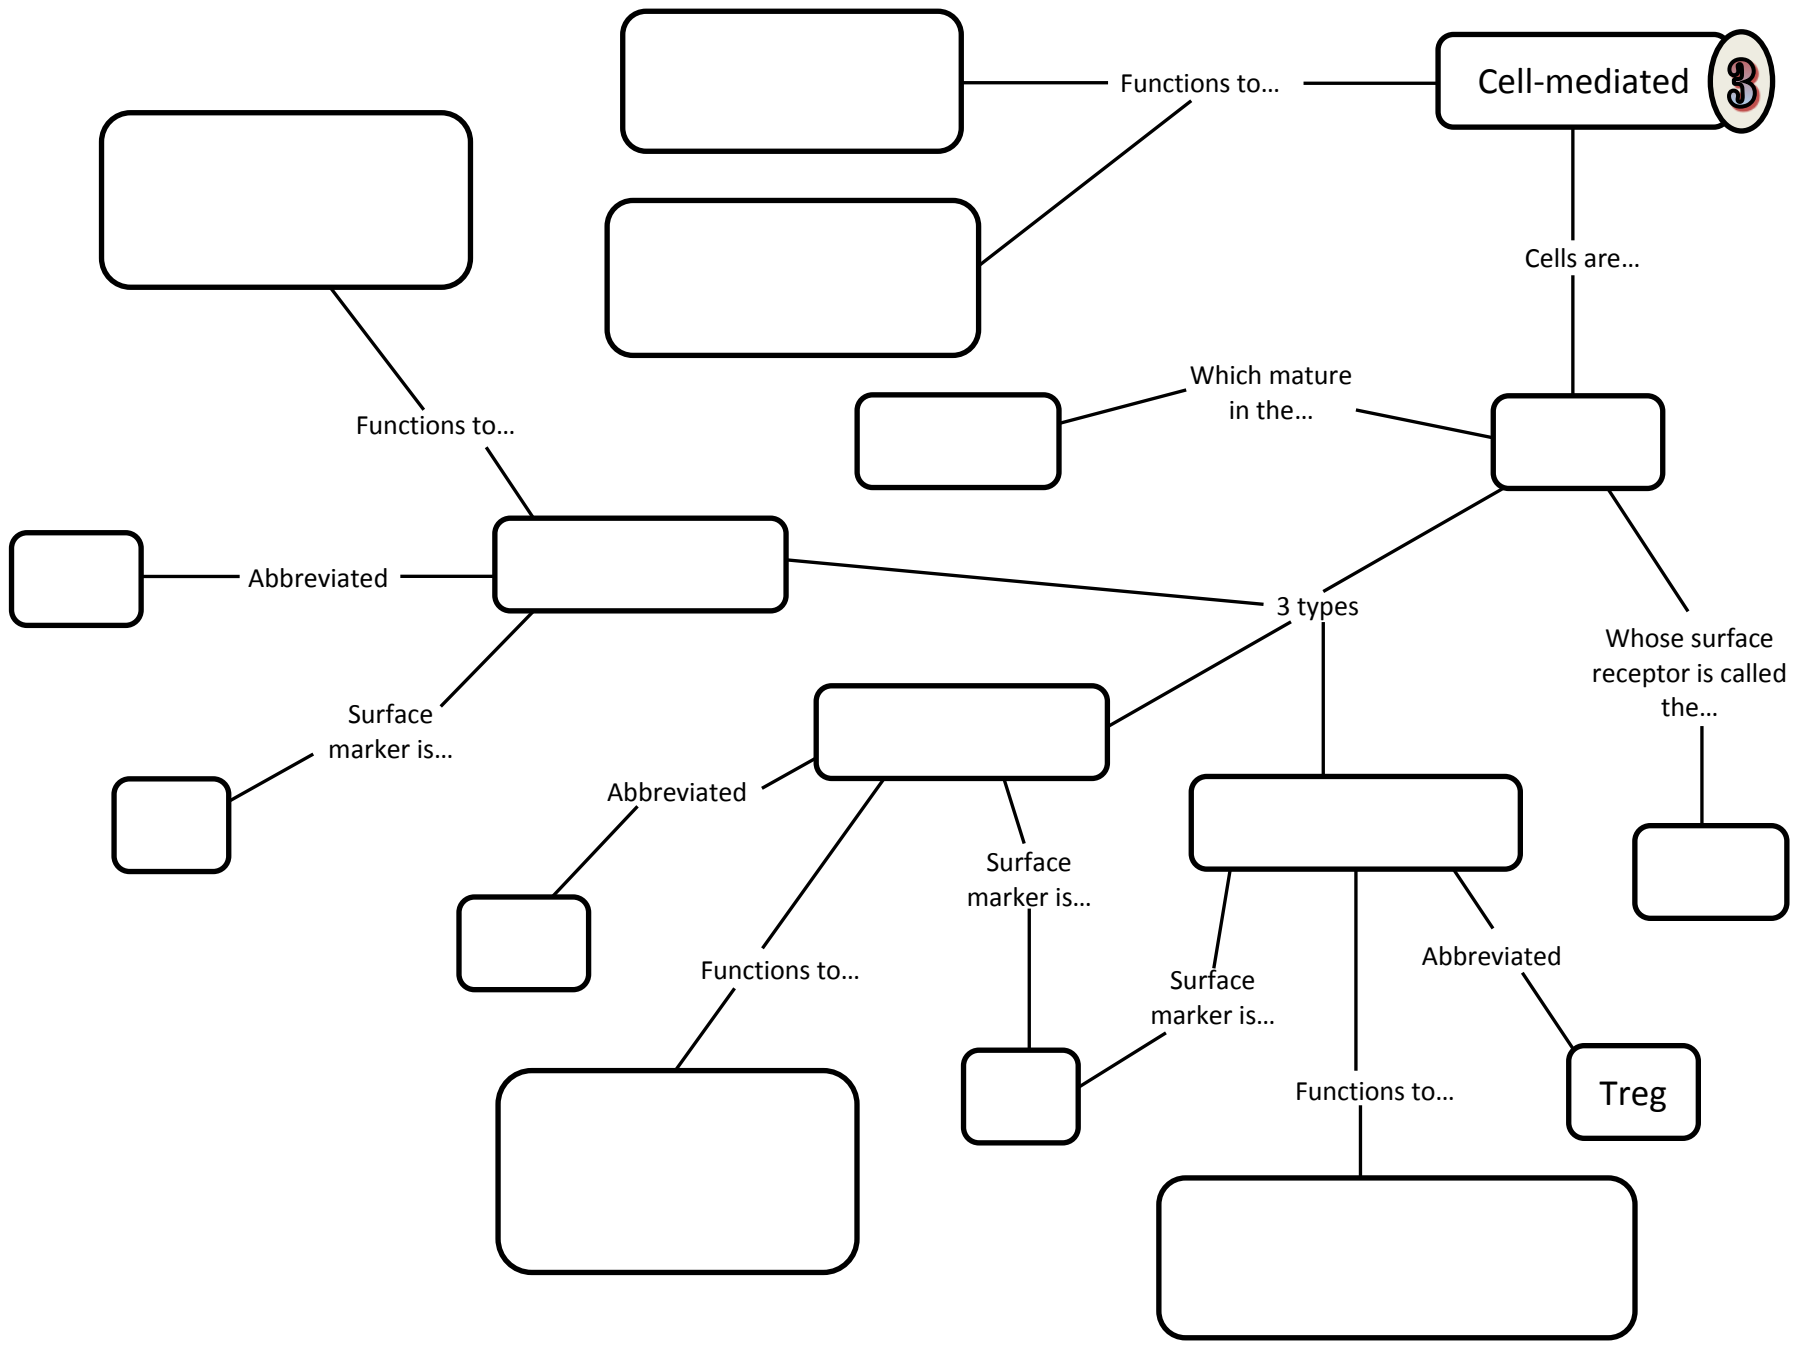 Functions to...
Cell-mediated
3
Cells are...
Which mature
in the...
Functions to...
Abbreviated
3 types
Whose surface
receptor is called
the...
Surface
marker is...
Abbreviated
Surface
marker is...
Functions to...
Surface
marker is...
Abbreviated
Functions to...
Treg